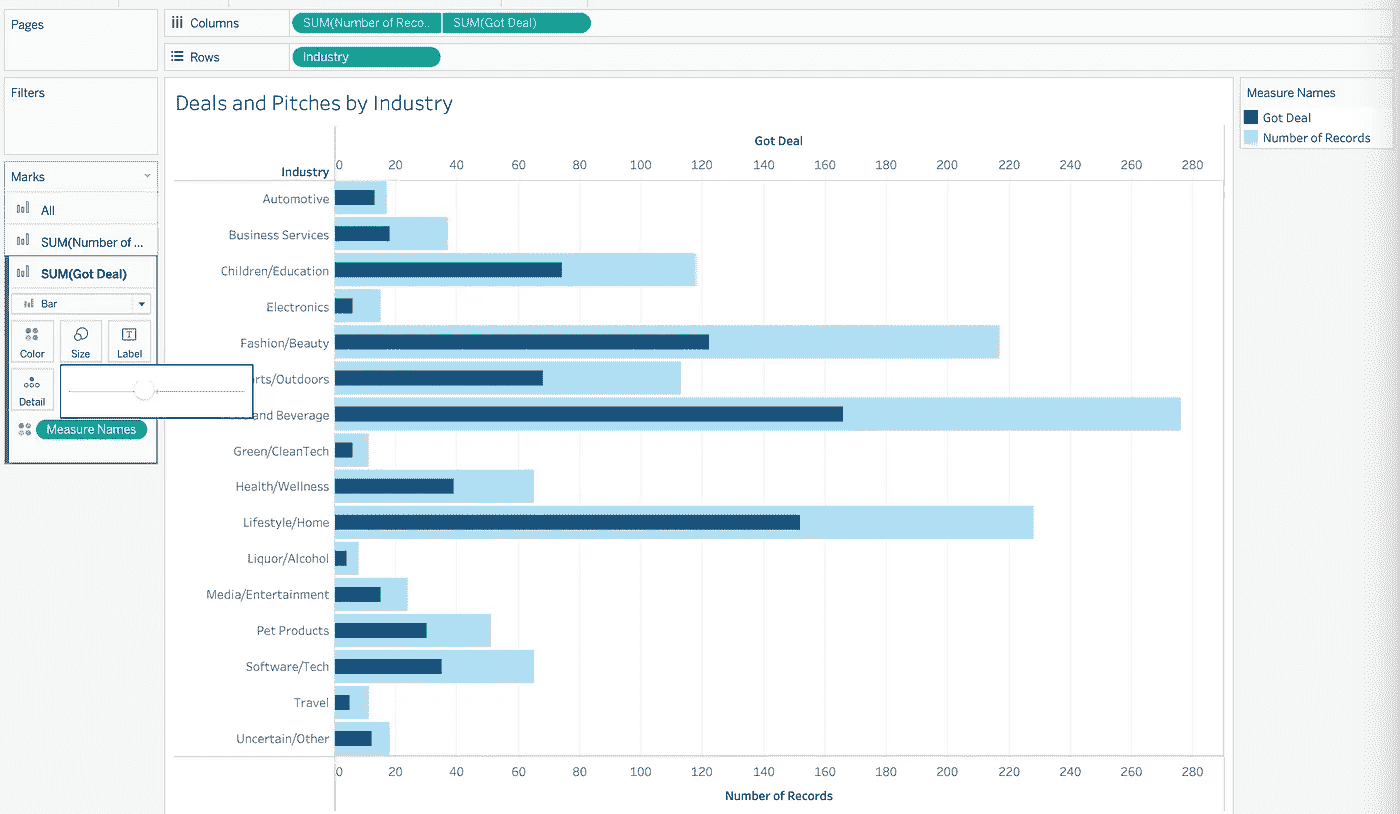 Pages
Columns
SUM(Number of Reco..
SUM(Got Deal)
Rows
Industry
Filters
Marks
All
SUM(Number of ...
SUM(Got Deal)
Bar
Color
Size
Label
Detail
Measure Names
Deals and Pitches by Industry
Got Deal
Industry
0 20 40 60 80 100 120 140 160 180 200 220 240 260 280
Automotive
Business Services
Children/Education
Electronics
Fashion/Beauty
rts/Outdoors
and Beverage
Green/CleanTech
Health/Wellness
Lifestyle/Home
Liquor/Alcohol
Media/Entertainment
Pet Products
Software/Tech
Travel
Uncertain/Other
0 20 40 60 80 100 120 140 160 180 200 220 240 260 280
Number of Records
Measure Names
Got Deal
Number of Records